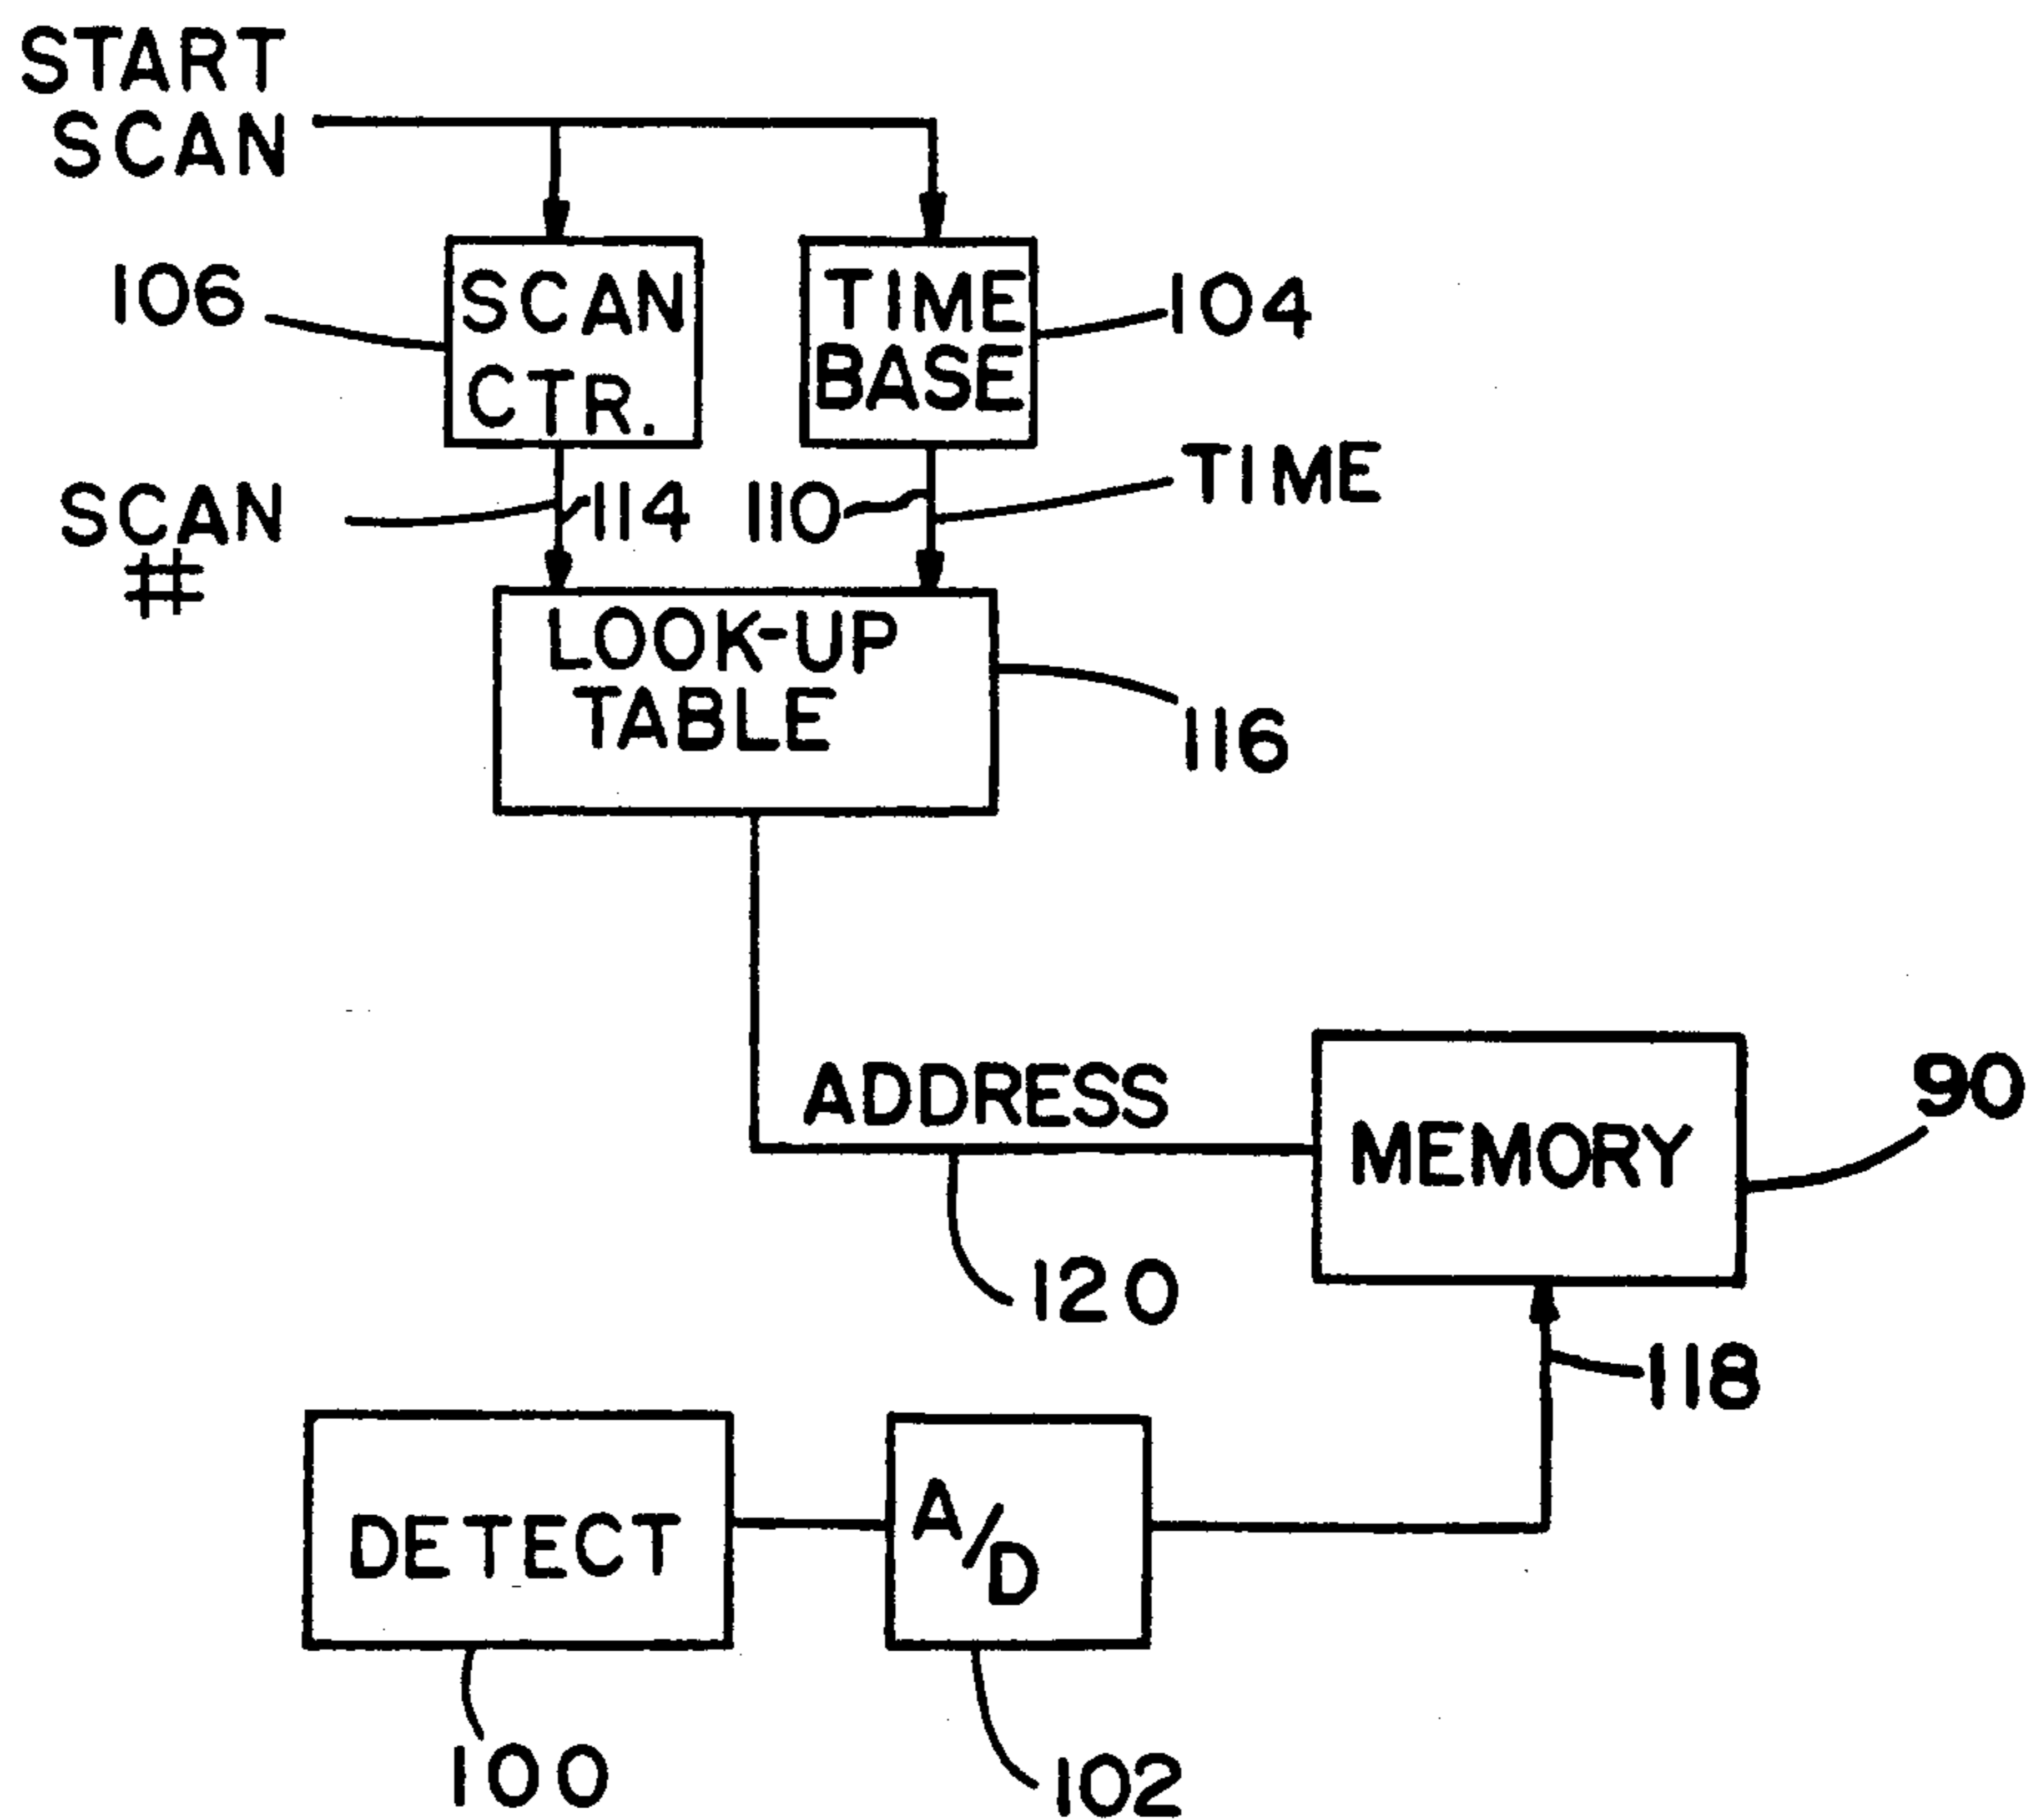 START
SCAN
106
SCAN
CTR.
TIME
BASE
104
SCAN
#
114
110
TIME
LOOK-UP
TABLE
116
ADDRESS
120
MEMORY
90
118
DETECT
100
A/D
102